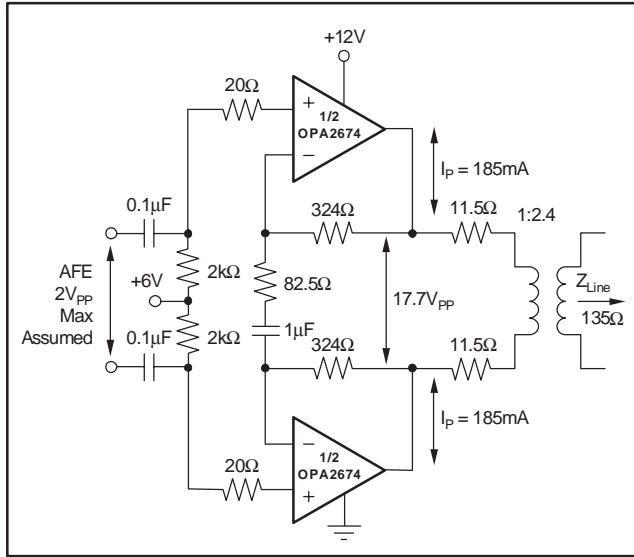 +12V
20Ω
+
1/2
OPA2674
−
0.1μF
324Ω
I_P = 185mA
11.5Ω
1:2.4
AFE
2V_PP
Max
Assumed
+6V
2kΩ
2kΩ
82.5Ω
1μF
17.7V_PP
Z_Line
135Ω
0.1μF
324Ω
11.5Ω
I_P = 185mA
−
1/2
OPA2674
+
20Ω